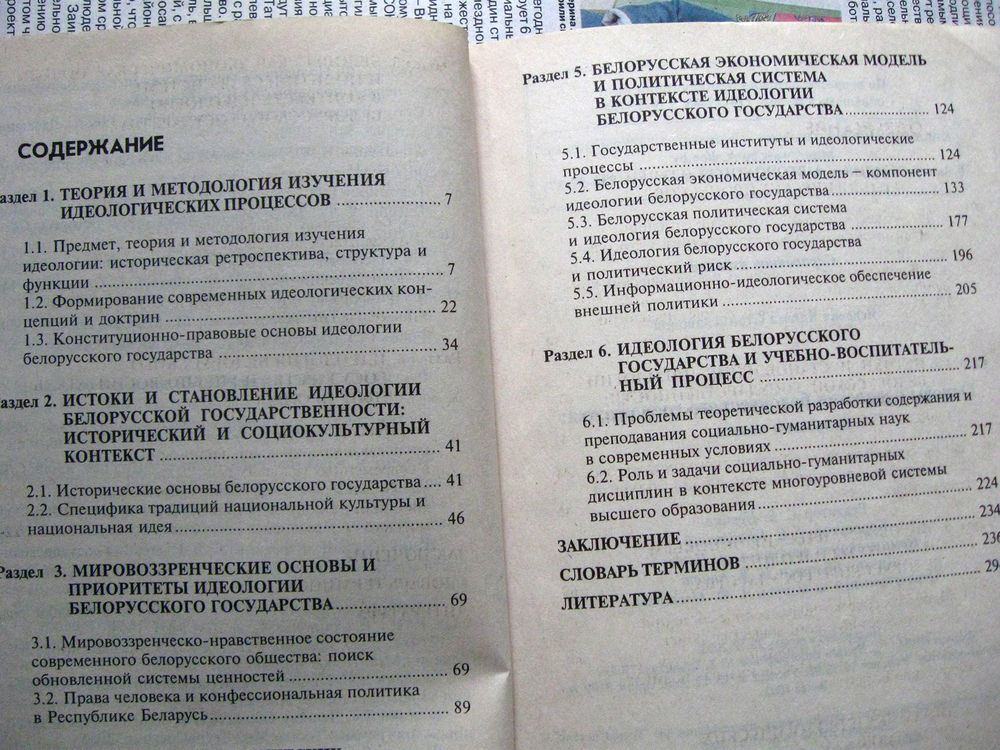 СОДЕРЖАНИЕ
аздел 1. ТЕОРИЯ И МЕТОДОЛОГИЯ ИЗУЧЕНИЯ
ИДЕОЛОГИЧЕСКИХ ПРОЦЕССОВ ................ 7
1.1. Предмет, теория и методология изучения
идеологии: историческая ретроспектива, структура и
функции ................ 7
1.2. Формирование современных идеологических кон-
цепций и доктрин ................ 22
1.3. Конституционно-правовые основы идеологии
белорусского государства ................ 34
аздел 2. ИСТОКИ И СТАНОВЛЕНИЕ ИДЕОЛОГИИ
БЕЛОРУССКОЙ ГОСУДАРСТВЕННОСТИ:
ИСТОРИЧЕСКИЙ И СОЦИОКУЛЬТУРНЫЙ
КОНТЕКСТ ................ 41
2.1. Исторические основы белорусского государства .... 41
2.2. Специфика традиций национальной культуры и
национальная идея ................ 46
Раздел 3. МИРОВОЗЗРЕНЧЕСКИЕ ОСНОВЫ И
ПРИОРИТЕТЫ ИДЕОЛОГИИ
БЕЛОРУССКОГО ГОСУДАРСТВА ................ 69
3.1. Мировоззренческо-нравственное состояние
современного белорусского общества: поиск
обновленной системы ценностей ................ 69
3.2. Права человека и конфессиональная политика
в Республике Беларусь ................ 89
Раздел 5. БЕЛОРУССКАЯ ЭКОНОМИЧЕСКАЯ МОДЕЛЬ
И ПОЛИТИЧЕСКАЯ СИСТЕМА
В КОНТЕКСТЕ ИДЕОЛОГИИ
БЕЛОРУССКОГО ГОСУДАРСТВА ................ 124
5.1. Государственные институты и идеологические
процессы ................ 124
5.2. Белорусская экономическая модель – компонент
идеологии белорусского государства ................ 133
5.3. Белорусская политическая система
и идеология белорусского государства ................ 177
5.4. Идеология белорусского государства
и политический риск ................ 196
5.5. Информационно-идеологическое обеспечение
внешней политики ................ 205
Раздел 6. ИДЕОЛОГИЯ БЕЛОРУССКОГО
ГОСУДАРСТВА И УЧЕБНО-ВОСПИТАТЕЛЬ-
НЫЙ ПРОЦЕСС ................ 217
6.1. Проблемы теоретической разработки содержания и
преподавания социально-гуманитарных наук
в современных условиях ................ 217
6.2. Роль и задачи социально-гуманитарных
дисциплин в контексте многоуровневой системы
высшего образования ................ 224
ЗАКЛЮЧЕНИЕ ................ 234
СЛОВАРЬ ТЕРМИНОВ ................ 236
ЛИТЕРАТУРА ................ 29